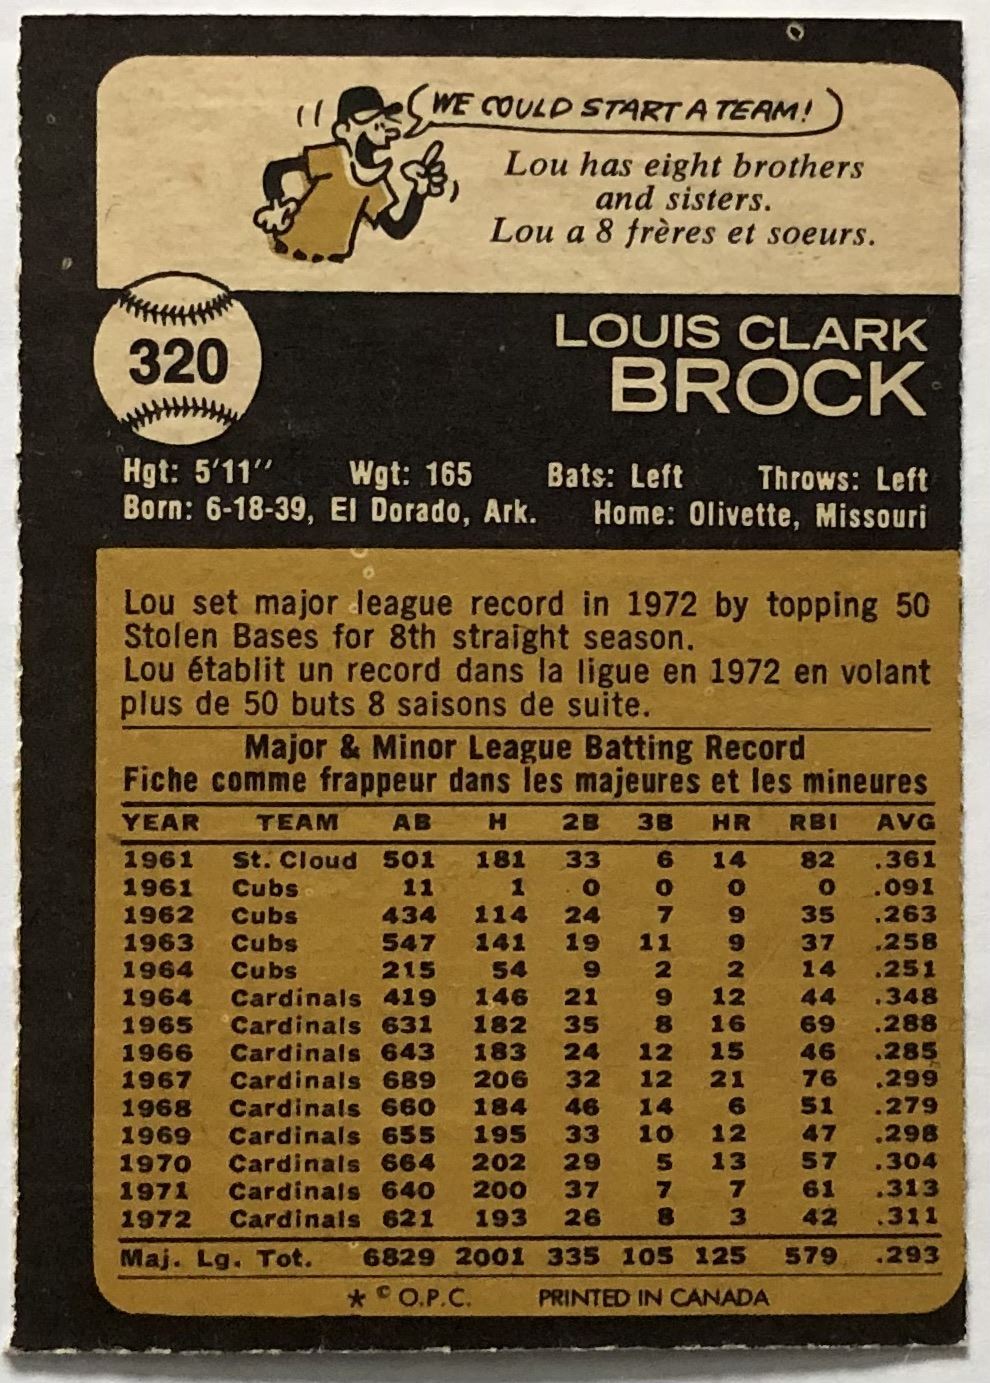 WE COULD START A TEAM!
Lou has eight brothers
and sisters.
Lou a 8 frères et soeurs.
320
LOUIS CLARK
BROCK
Hgt: 5'11" Wgt: 165 Bats: Left Throws: Left
Born: 6-18-39, El Dorado, Ark. Home: Olivette, Missouri
Lou set major league record in 1972 by topping 50
Stolen Bases for 8th straight season.
Lou établit un record dans la ligue en 1972 en volant
plus de 50 buts 8 saisons de suite.
Major & Minor League Batting Record
Fiche comme frappeur dans les majeures et les mineures
YEAR TEAM AB H 2B 3B HR RBI AVG
1961 St. Cloud 501 181 33 6 14 82 .361
1961 Cubs 11 1 0 0 0 0 .091
1962 Cubs 434 114 24 7 9 35 .263
1963 Cubs 547 141 19 11 9 37 .258
1964 Cubs 215 54 9 2 2 14 .251
1964 Cardinals 419 146 21 9 12 44 .348
1965 Cardinals 631 182 35 8 16 69 .288
1966 Cardinals 643 183 24 12 15 46 .285
1967 Cardinals 689 206 32 12 21 76 .299
1968 Cardinals 660 184 46 14 6 51 .279
1969 Cardinals 655 195 33 10 12 47 .298
1970 Cardinals 664 202 29 5 13 57 .304
1971 Cardinals 640 200 37 7 7 61 .313
1972 Cardinals 621 193 26 8 3 42 .311
Maj. Lg. Tot. 6829 2001 335 105 125 579 .293
* © O.P.C. PRINTED IN CANADA